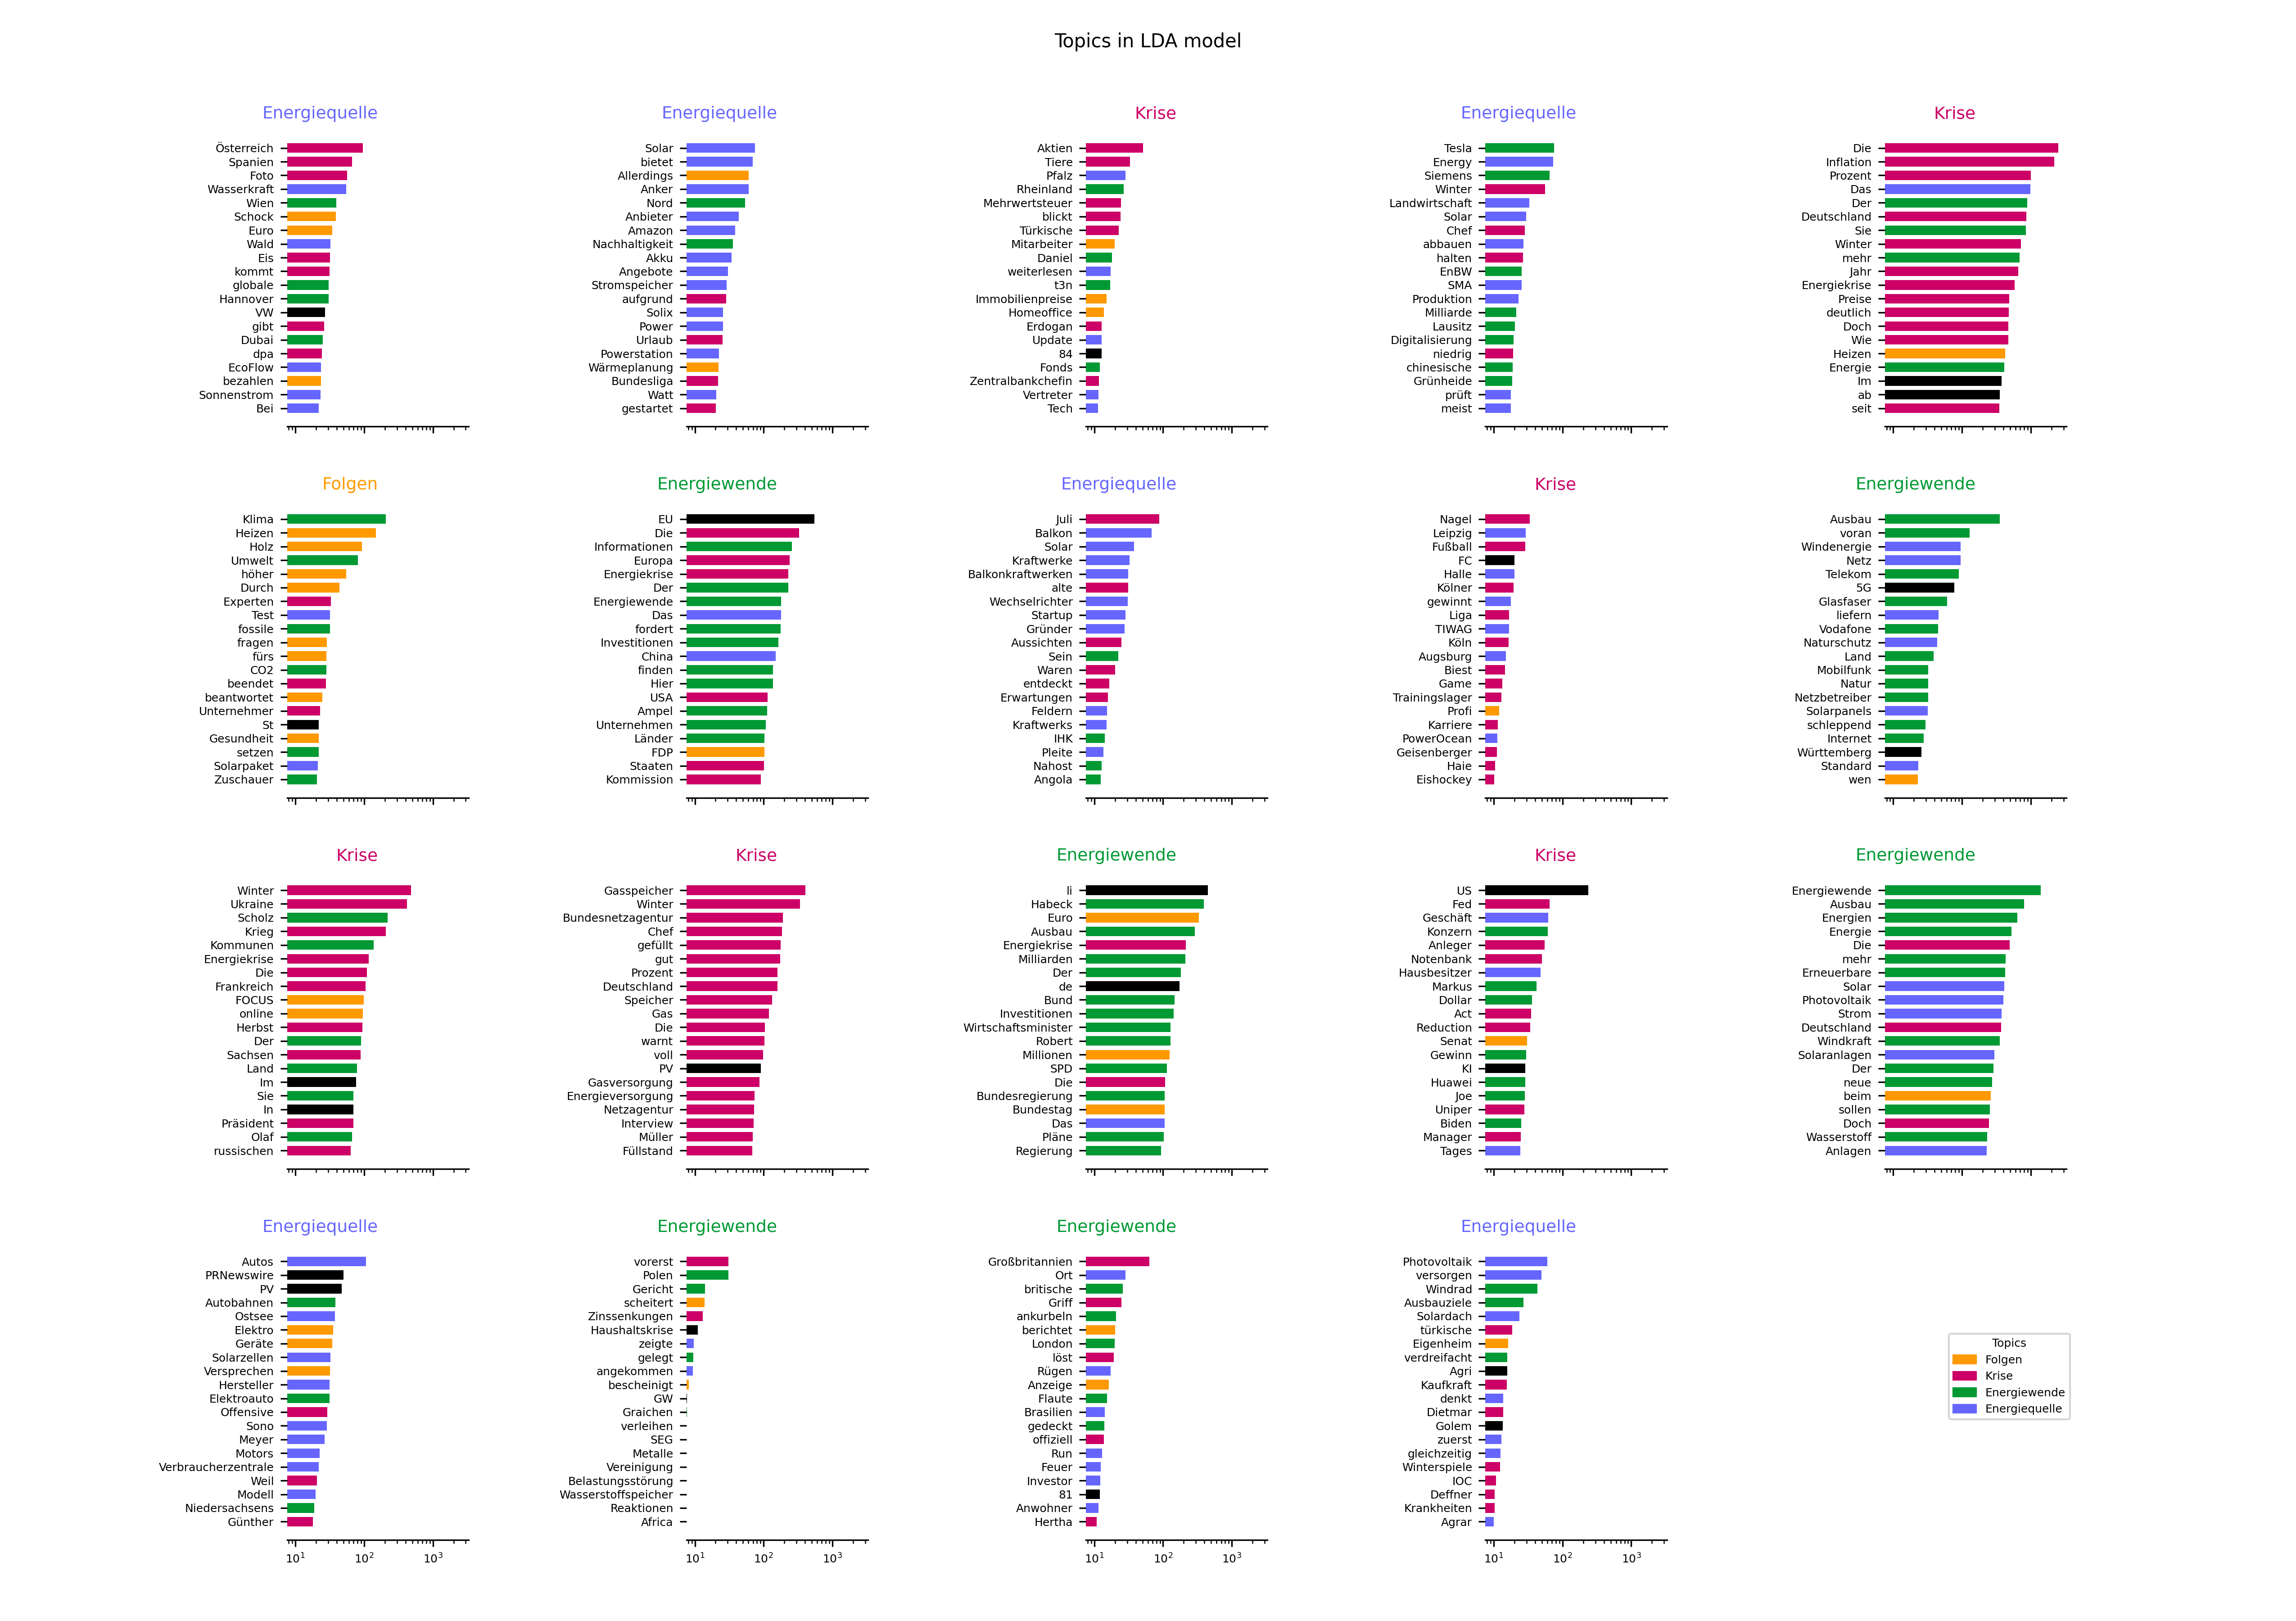 Topics in LDA model
Energiequelle
Österreich
Spanien
Foto
Wasserkraft
Wien
Schock
Euro
Wald
Eis
kommt
globale
Hannover
VW
gibt
Dubai
dpa
EcoFlow
bezahlen
Sonnenstrom
Bei
Energiequelle
Solar
bietet
Allerdings
Anker
Nord
Anbieter
Amazon
Nachhaltigkeit
Akku
Angebote
Stromspeicher
aufgrund
Solix
Power
Urlaub
Powerstation
Wärmeplanung
Bundesliga
Watt
gestartet
Krise
Aktien
Tiere
Pfalz
Rheinland
Mehrwertsteuer
blickt
Türkische
Mitarbeiter
Daniel
weiterlesen
t3n
Immobilienpreise
Homeoffice
Erdogan
Update
84
Fonds
Zentralbankchefin
Vertreter
Tech
Energiequelle
Tesla
Energy
Siemens
Winter
Landwirtschaft
Solar
Chef
abbauen
halten
EnBW
SMA
Produktion
Milliarde
Lausitz
Digitalisierung
niedrig
chinesische
Grünheide
prüft
meist
Krise
Die
Inflation
Prozent
Das
Der
Deutschland
Sie
Winter
mehr
Jahr
Energiekrise
Preise
deutlich
Doch
Wie
Heizen
Energie
Im
ab
seit
Folgen
Klima
Heizen
Holz
Umwelt
höher
Durch
Experten
Test
fossile
fragen
fürs
CO2
beendet
beantwortet
Unternehmer
St
Gesundheit
setzen
Solarpaket
Zuschauer
Energiewende
EU
Die
Informationen
Europa
Energiekrise
Der
Energiewende
Das
fordert
Investitionen
China
finden
Hier
USA
Ampel
Unternehmen
Länder
FDP
Staaten
Kommission
Energiequelle
Juli
Balkon
Solar
Kraftwerke
Balkonkraftwerken
alte
Wechselrichter
Startup
Gründer
Aussichten
Sein
Waren
entdeckt
Erwartungen
Feldern
Kraftwerks
IHK
Pleite
Nahost
Angola
Krise
Nagel
Leipzig
Fußball
FC
Halle
Kölner
gewinnt
Liga
TIWAG
Köln
Augsburg
Biest
Game
Trainingslager
Profi
Karriere
PowerOcean
Geisenberger
Haie
Eishockey
Energiewende
Ausbau
voran
Windenergie
Netz
Telekom
5G
Glasfaser
liefern
Vodafone
Naturschutz
Land
Mobilfunk
Natur
Netzbetreiber
Solarpanels
schleppend
Internet
Württemberg
Standard
wen
Krise
Winter
Ukraine
Scholz
Krieg
Kommunen
Energiekrise
Die
Frankreich
FOCUS
online
Herbst
Der
Sachsen
Land
Im
Sie
In
Präsident
Olaf
russischen
Krise
Gasspeicher
Winter
Bundesnetzagentur
Chef
gefüllt
gut
Prozent
Deutschland
Speicher
Gas
Die
warnt
voll
PV
Gasversorgung
Energieversorgung
Netzagentur
Interview
Müller
Füllstand
Energiewende
li
Habeck
Euro
Ausbau
Energiekrise
Milliarden
Der
de
Bund
Investitionen
Wirtschaftsminister
Robert
Millionen
SPD
Die
Bundesregierung
Bundestag
Das
Pläne
Regierung
Krise
US
Fed
Geschäft
Konzern
Anleger
Notenbank
Hausbesitzer
Markus
Dollar
Act
Reduction
Senat
Gewinn
KI
Huawei
Joe
Uniper
Biden
Manager
Tages
Energiewende
Energiewende
Ausbau
Energien
Energie
Die
mehr
Erneuerbare
Solar
Photovoltaik
Strom
Deutschland
Windkraft
Solaranlagen
Der
neue
beim
sollen
Doch
Wasserstoff
Anlagen
Energiequelle
Autos
PRNewswire
PV
Autobahnen
Ostsee
Elektro
Geräte
Solarzellen
Versprechen
Hersteller
Elektroauto
Offensive
Sono
Meyer
Motors
Verbraucherzentrale
Weil
Modell
Niedersachsens
Günther
10¹ 10² 10³
Energiewende
vorerst
Polen
Gericht
scheitert
Zinssenkungen
Haushaltskrise
zeigte
gelegt
angekommen
bescheinigt
GW
Graichen
verleihen
SEG
Metalle
Vereinigung
Belastungsstörung
Wasserstoffspeicher
Reaktionen
Africa
10¹ 10² 10³
Energiewende
Großbritannien
Ort
britische
Griff
ankurbeln
berichtet
London
löst
Rügen
Anzeige
Flaute
Brasilien
gedeckt
offiziell
Run
Feuer
Investor
81
Anwohner
Hertha
10¹ 10² 10³
Energiequelle
Photovoltaik
versorgen
Windrad
Ausbauziele
Solardach
türkische
Eigenheim
verdreifacht
Agri
Kaufkraft
denkt
Dietmar
Golem
zuerst
gleichzeitig
Winterspiele
IOC
Deffner
Krankheiten
Agrar
10¹ 10² 10³
Topics
Folgen
Krise
Energiewende
Energiequelle